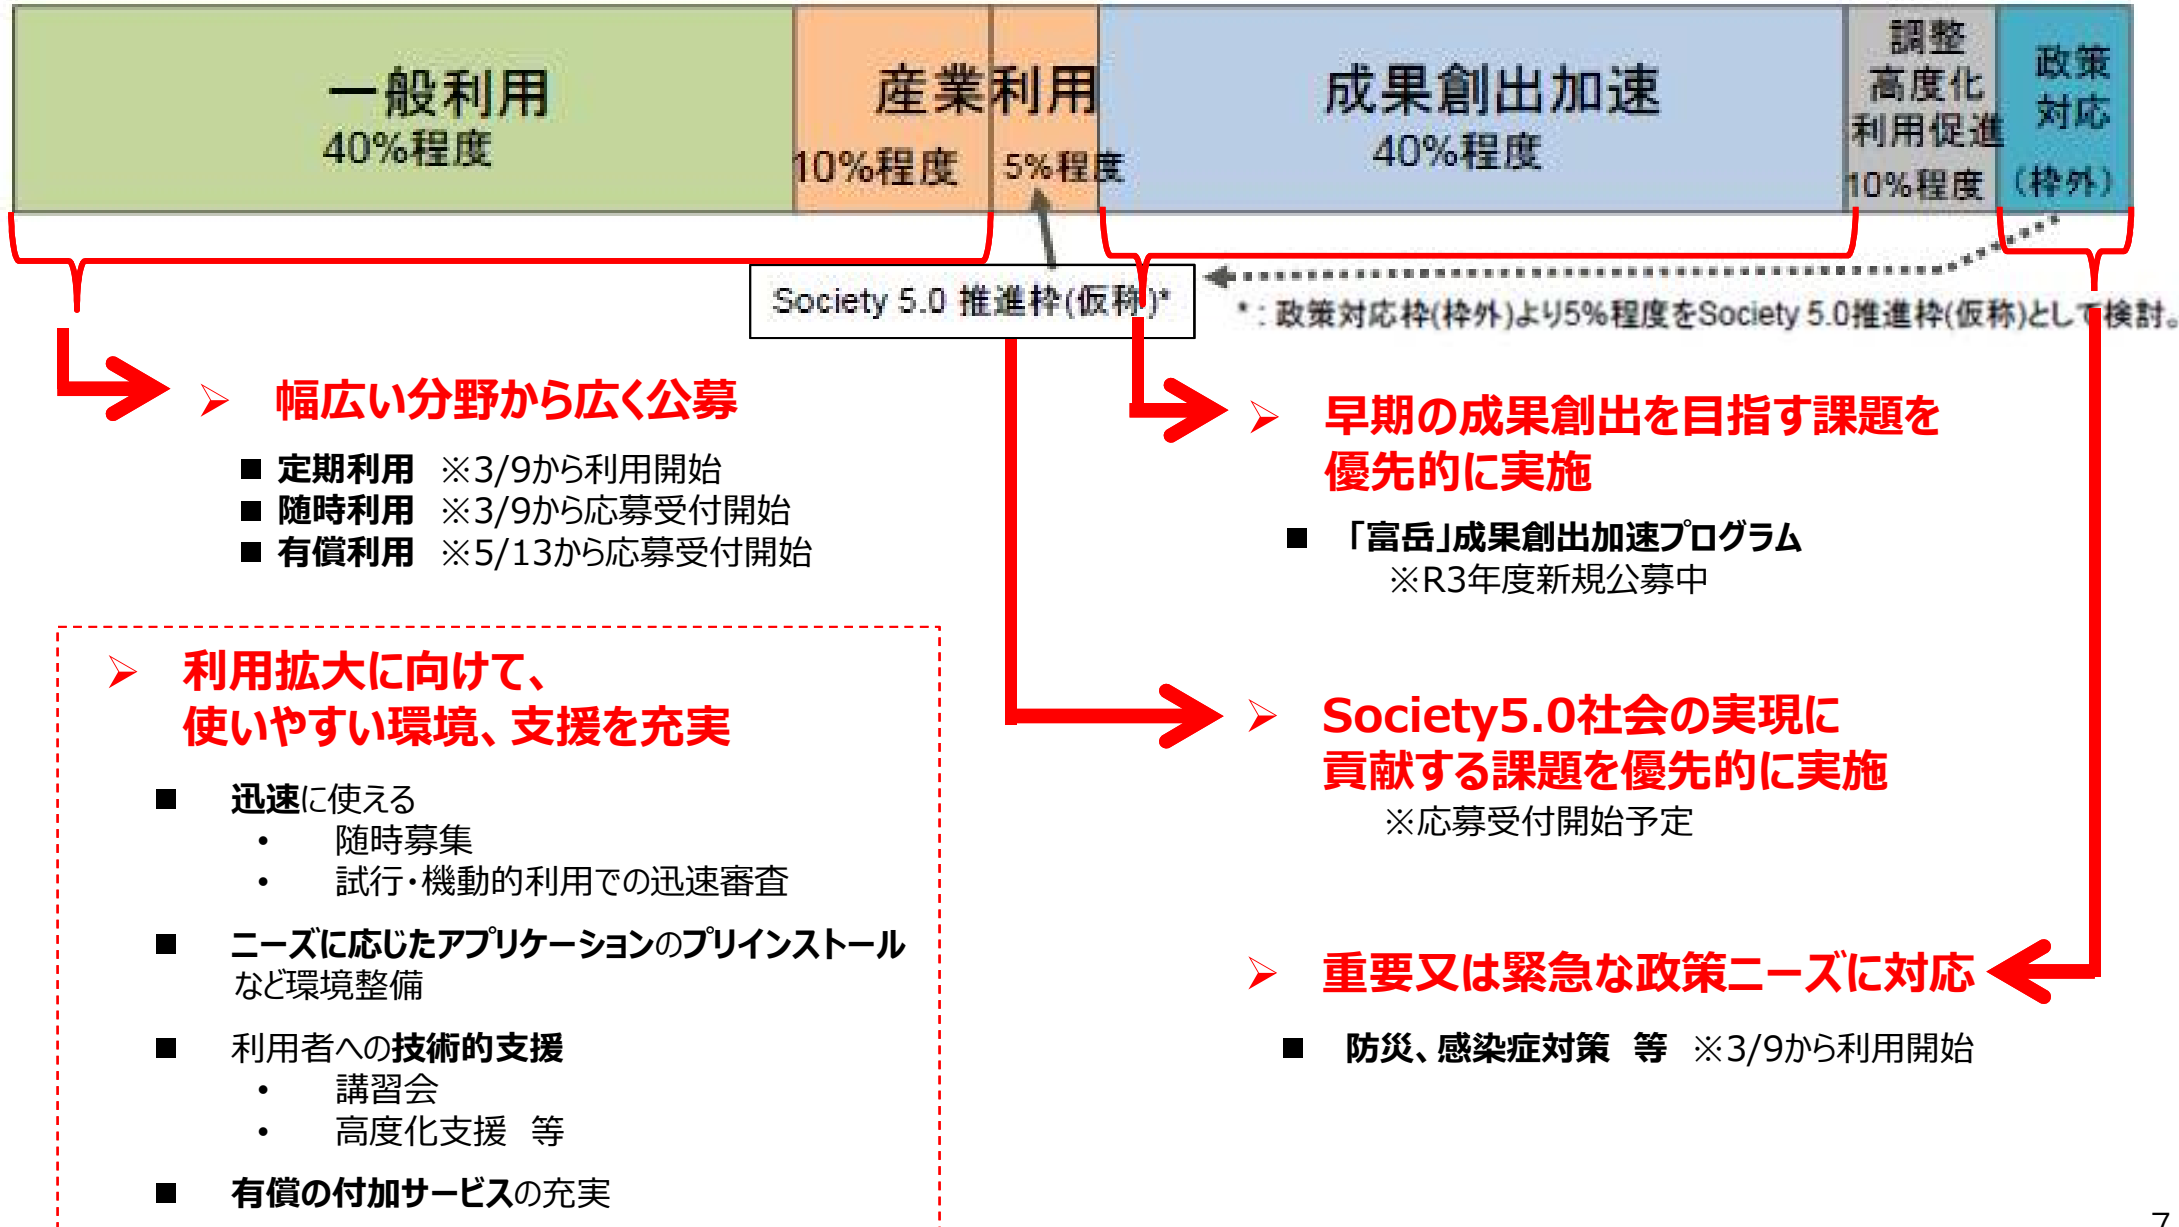 一般利用
40%程度
産業利用
10%程度
5%程度
成果創出加速
40%程度
調整
高度化
利用促進
10%程度
政策
対応
(枠外)
Society 5.0 推進枠(仮称)*
*：政策対応枠(枠外)より5%程度をSociety 5.0推進枠(仮称)として検討。
➢ 幅広い分野から広く公募
■ 定期利用 ※3/9から利用開始
■ 随時利用 ※3/9から応募受付開始
■ 有償利用 ※5/13から応募受付開始
➢ 利用拡大に向けて、
使いやすい環境、支援を充実
■ 迅速に使える
• 随時募集
• 試行・機動的利用での迅速審査
■ ニーズに応じたアプリケーションのプリインストール
など環境整備
■ 利用者への技術的支援
• 講習会
• 高度化支援 等
■ 有償の付加サービスの充実
➢ 早期の成果創出を目指す課題を
優先的に実施
■ 「富岳」成果創出加速プログラム
※R3年度新規公募中
➢ Society5.0社会の実現に
貢献する課題を優先的に実施
※応募受付開始予定
➢ 重要又は緊急な政策ニーズに対応
■ 防災、感染症対策 等 ※3/9から利用開始
7